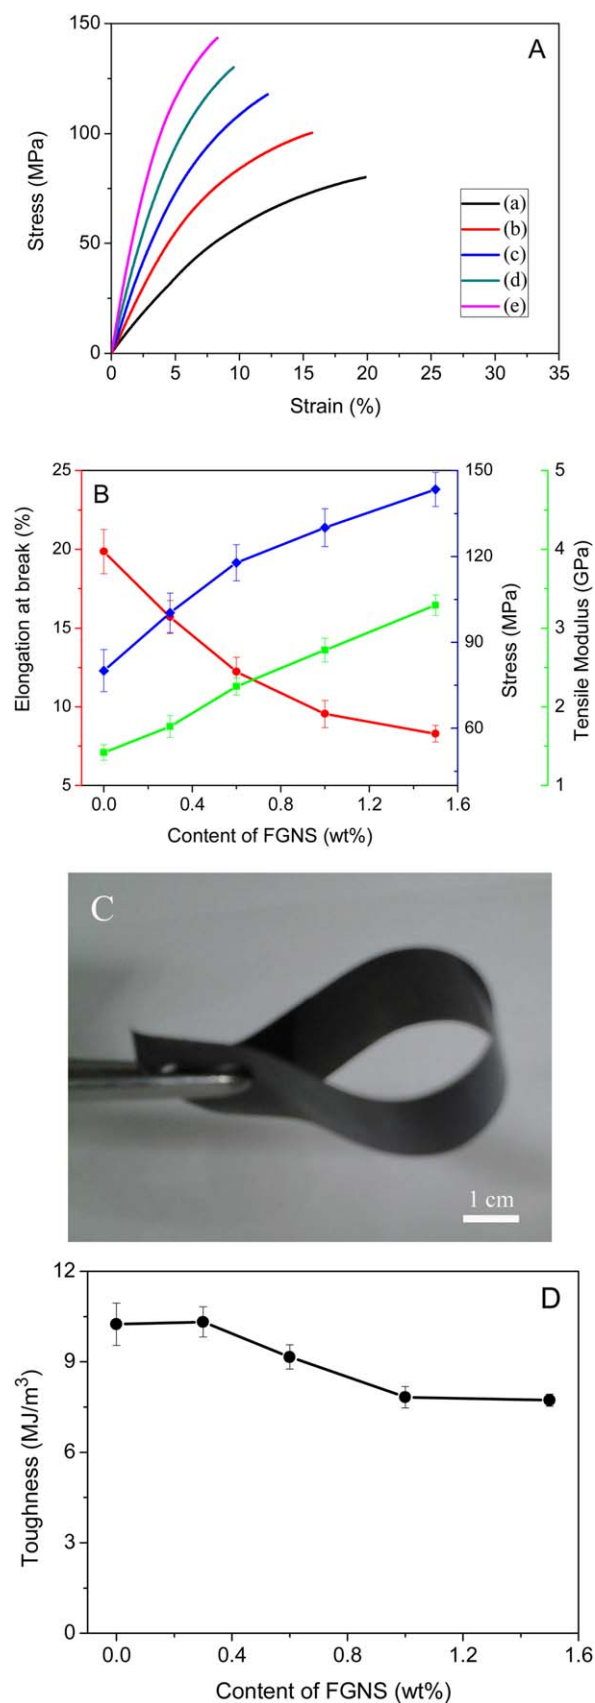 A
150
100
50
0
Stress (MPa)
(a)
(b)
(c)
(d)
(e)
0 5 10 15 20 25 30 35
Strain (%)
B
25
20
15
10
5
Elongation at break (%)
150
120
90
60
Stress (MPa)
5
4
3
2
1
Tensile Modulus (GPa)
0.0 0.4 0.8 1.2 1.6
Content of FGNS (wt%)
C
1 cm
D
12
9
6
3
0
Toughness (MJ/m³)
0.0 0.4 0.8 1.2 1.6
Content of FGNS (wt%)